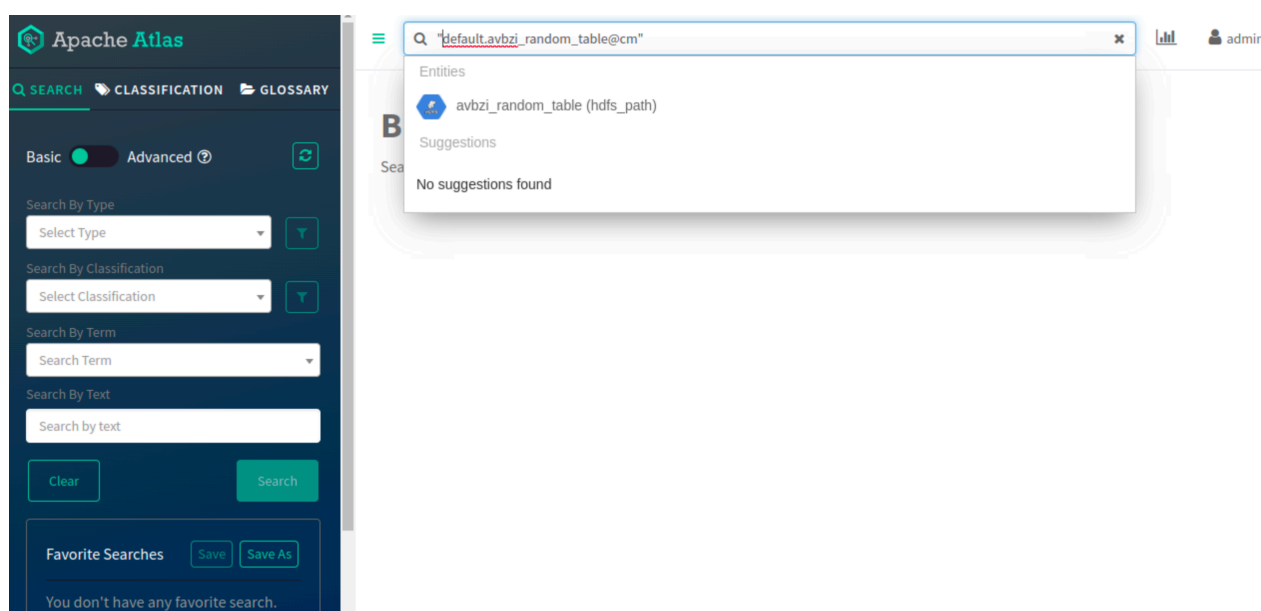 Apache Atlas
SEARCH CLASSIFICATION GLOSSARY
Basic Advanced
Search By Type
Select Type
Search By Classification
Select Classification
Search By Term
Search Term
Search By Text
Search by text
Clear Search
Favorite Searches Save Save As
You don't have any favorite search.
"default.avbzi_random_table@cm"
admin
Entities
avbzi_random_table (hdfs_path)
Suggestions
No suggestions found
B
Sea